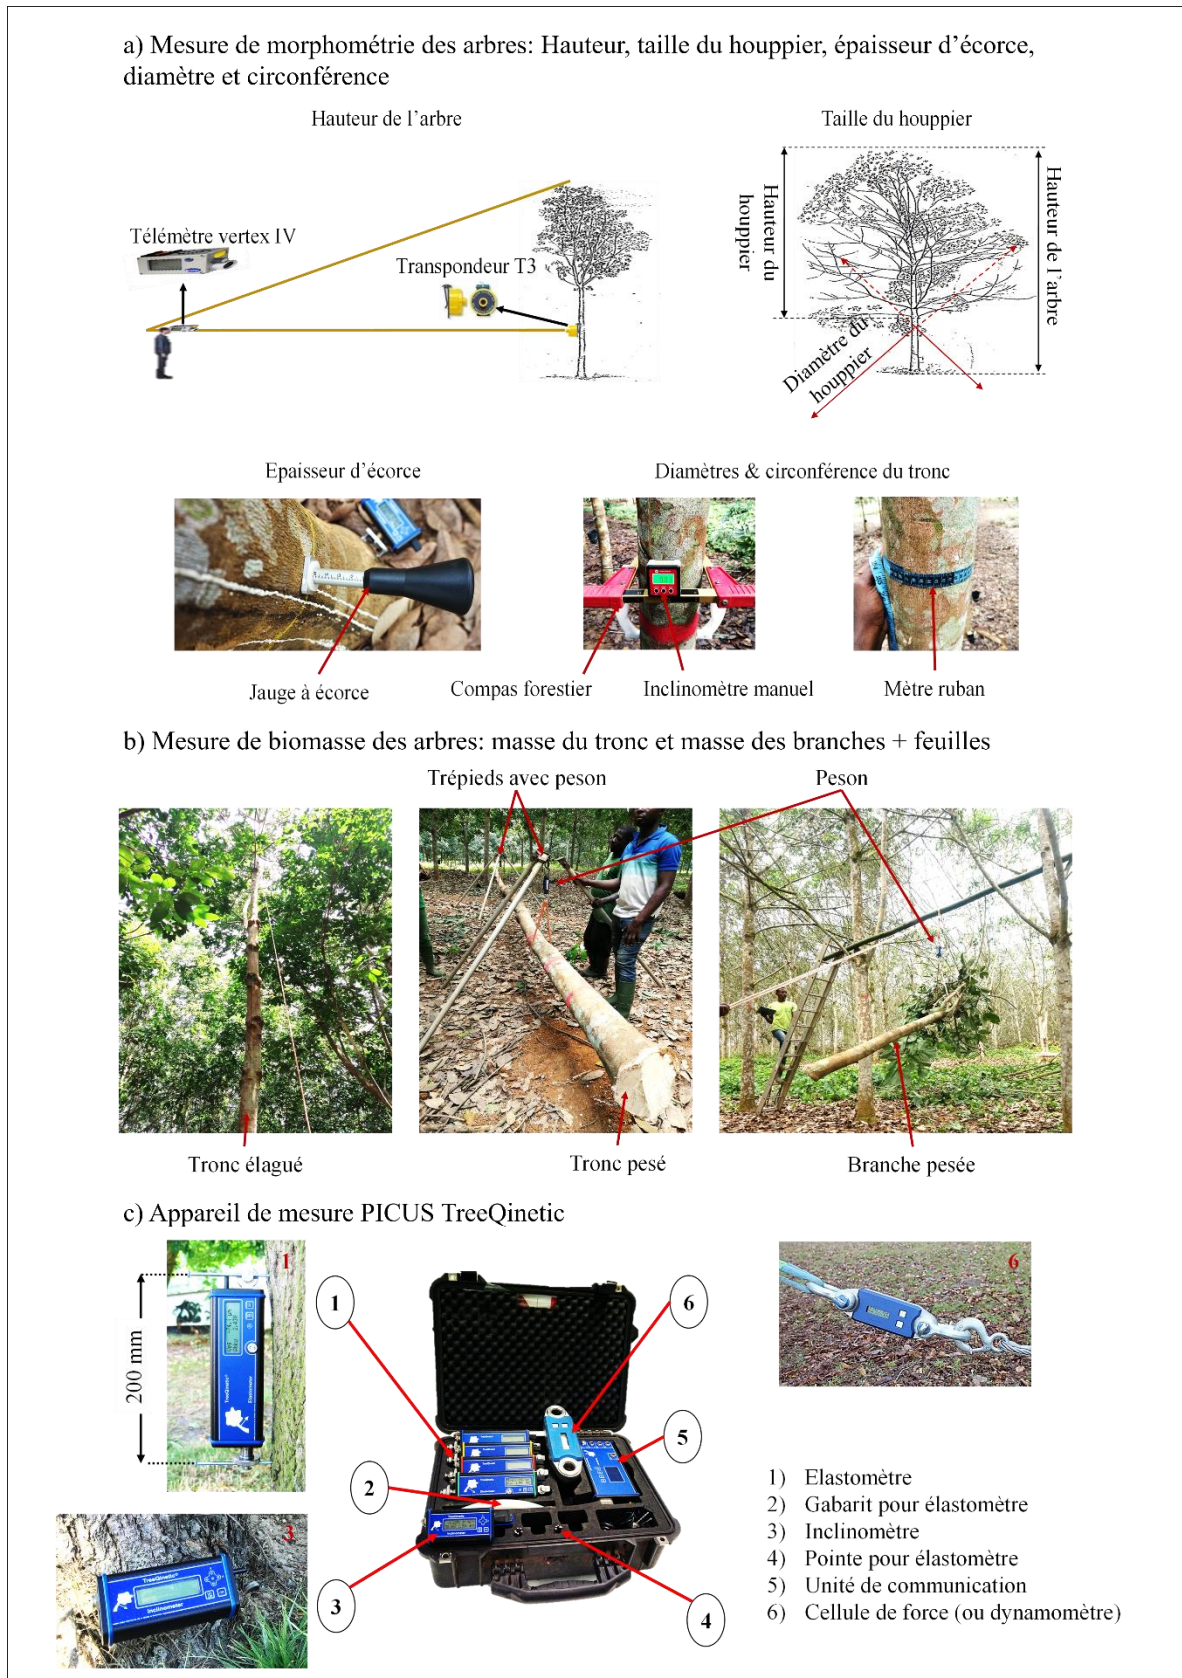 a) Mesure de morphométrie des arbres: Hauteur, taille du houppier, épaisseur d’écorce,
diamètre et circonférence
Hauteur de l’arbre
Taille du houppier
Télémètre vertex IV
Transpondeur T3
Hauteur du
houppier
Hauteur de l’arbre
Diamètre du
houppier
Epaisseur d’écorce
Diamètres & circonférence du tronc
Jauge à écorce
Compas forestier
Inclinomètre manuel
Mètre ruban
b) Mesure de biomasse des arbres: masse du tronc et masse des branches + feuilles
Trépieds avec peson
Peson
Tronc élagué
Tronc pesé
Branche pesée
c) Appareil de mesure PICUS TreeQinetic
1
200 mm
TreeQinetic®
Elastometer
1
6
6
5
2
3
TreeQinetic®
Inclinometer
3
4
1) Elastomètre
2) Gabarit pour élastomètre
3) Inclinomètre
4) Pointe pour élastomètre
5) Unité de communication
6) Cellule de force (ou dynamomètre)